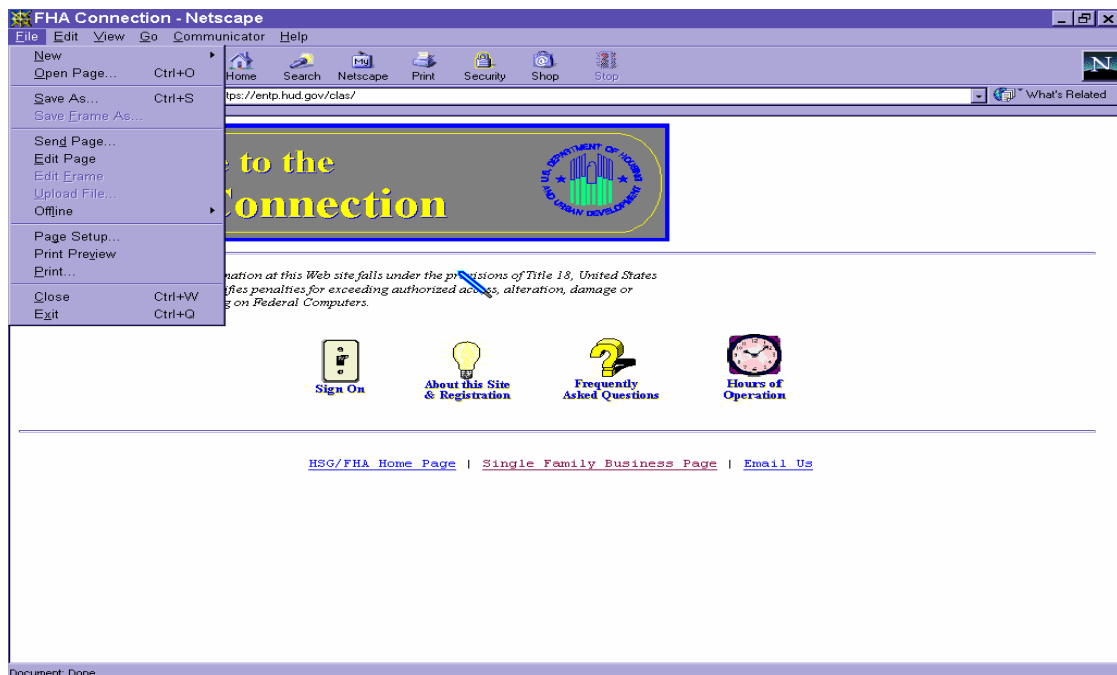 FHA Connection - Netscape
File Edit View Go Communicator Help
New
Open Page... Ctrl+O
Save As... Ctrl+S
Save Frame As...
Send Page...
Edit Page
Edit Frame
Upload File...
Offline
Page Setup...
Print Preview
Print...
Close Ctrl+W
Exit Ctrl+Q
Home Search Netscape Print Security Shop Stop
My
N
tps://entp.hud.gov/clas/ What's Related
to the
onnection
U.S. DEPARTMENT OF HOUSING AND URBAN DEVELOPMENT
mation at this Web site falls under the provisions of Title 18, United States
ifies penalties for exceeding authorized access, alteration, damage or
g on Federal Computers.
Sign On
About this Site
& Registration
Frequently
Asked Questions
Hours of
Operation
HSG/FHA Home Page | Single Family Business Page | Email Us
Document: Done